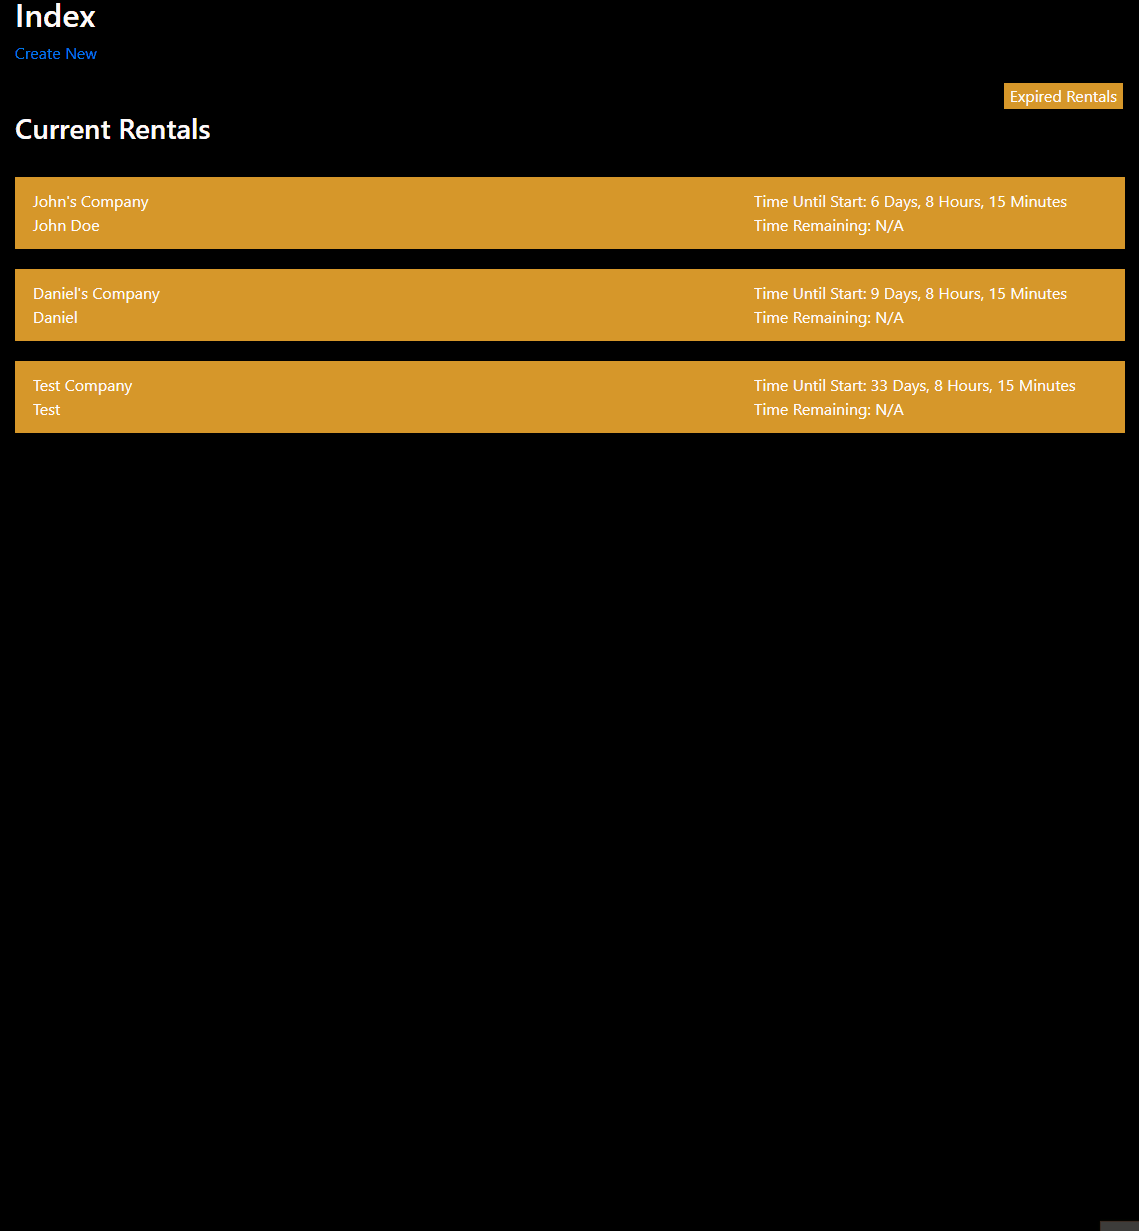 Index
Create New
Expired Rentals
Current Rentals
John's Company
John Doe
Time Until Start: 6 Days, 8 Hours, 15 Minutes
Time Remaining: N/A
Daniel's Company
Daniel
Time Until Start: 9 Days, 8 Hours, 15 Minutes
Time Remaining: N/A
Test Company
Test
Time Until Start: 33 Days, 8 Hours, 15 Minutes
Time Remaining: N/A